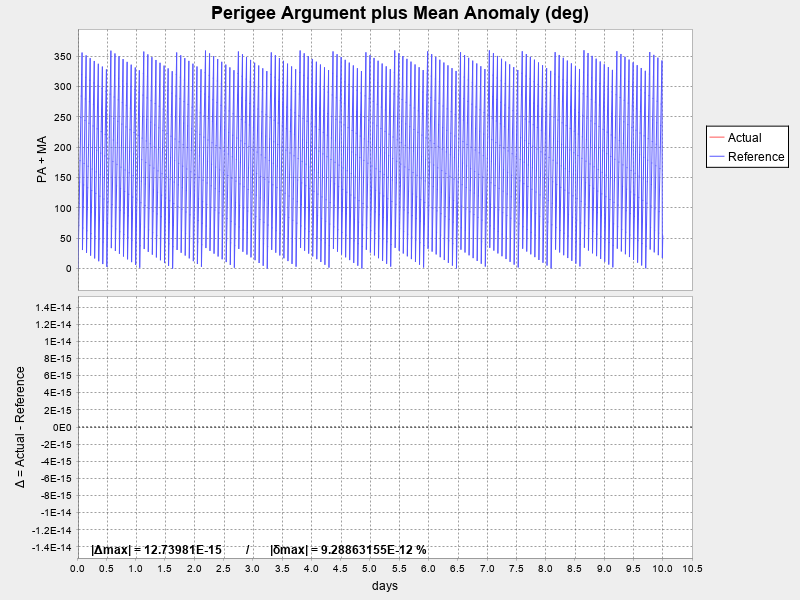 Perigee Argument plus Mean Anomaly (deg)
350
300
250
200
150
100
50
0
PA + MA
Actual
Reference
1.4E-14
1.2E-14
1E-14
8E-15
6E-15
4E-15
2E-15
0E0
-2E-15
-4E-15
-6E-15
-8E-15
-1E-14
-1.2E-14
-1.4E-14
Δ = Actual - Reference
|Δmax| = 12.73981E-15 / |δmax| = 9.28863155E-12 %
0.0 0.5 1.0 1.5 2.0 2.5 3.0 3.5 4.0 4.5 5.0 5.5 6.0 6.5 7.0 7.5 8.0 8.5 9.0 9.5 10.0 10.5
days